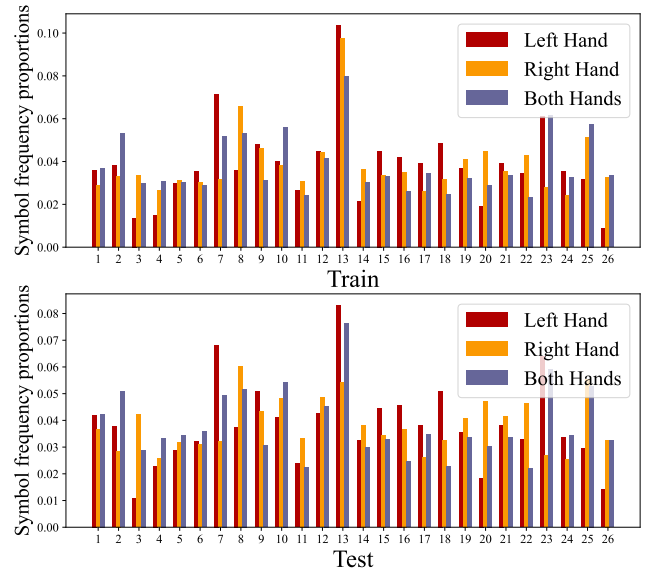 Symbol frequency proportions
0.10
0.08
0.06
0.04
0.02
0.00
Left Hand
Right Hand
Both Hands
1 2 3 4 5 6 7 8 9 10 11 12 13 14 15 16 17 18 19 20 21 22 23 24 25 26
Train
Symbol frequency proportions
0.08
0.07
0.06
0.05
0.04
0.03
0.02
0.01
0.00
Left Hand
Right Hand
Both Hands
1 2 3 4 5 6 7 8 9 10 11 12 13 14 15 16 17 18 19 20 21 22 23 24 25 26
Test